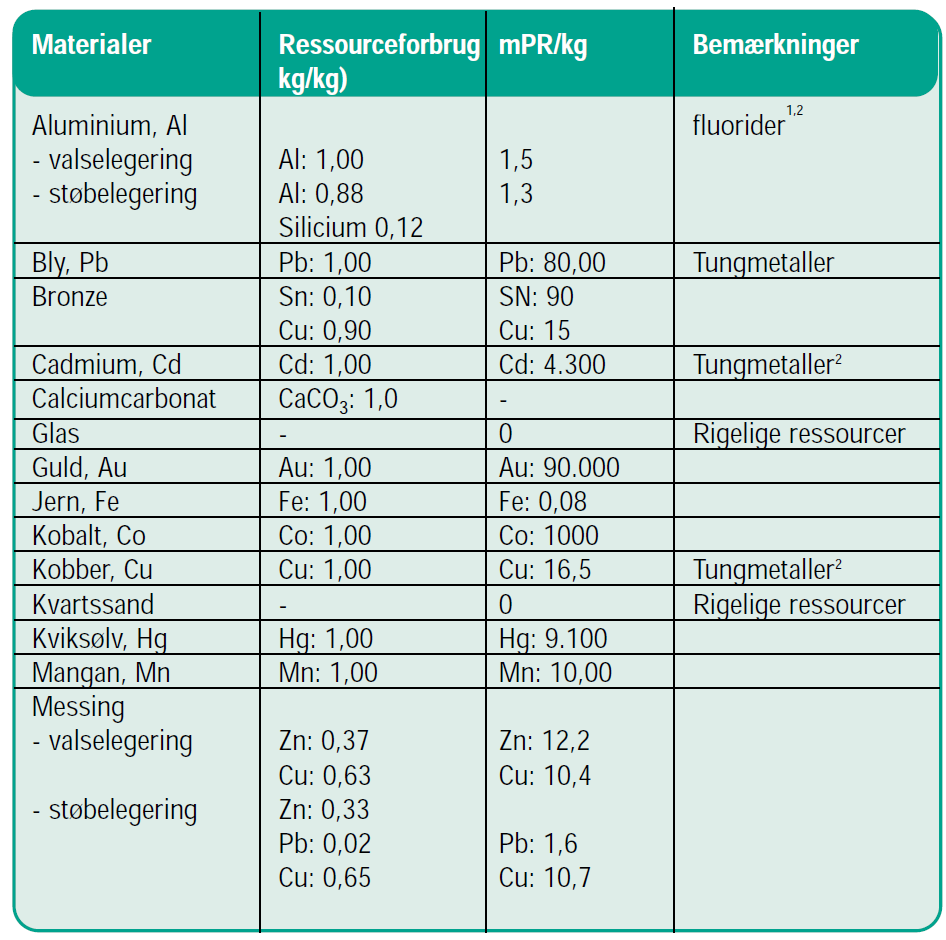 Materialer Ressourceforbrug mPR/kg Bemærkninger
kg/kg)
Aluminium, Al fluorider1,2
- valselegering Al: 1,00 1,5
- støbelegering Al: 0,88 1,3
Silicium 0,12
Bly, Pb Pb: 1,00 Pb: 80,00 Tungmetaller
Bronze Sn: 0,10 SN: 90
Cu: 0,90 Cu: 15
Cadmium, Cd Cd: 1,00 Cd: 4.300 Tungmetaller2
Calciumcarbonat CaCO3: 1,0 -
Glas - 0 Rigelige ressourcer
Guld, Au Au: 1,00 Au: 90.000
Jern, Fe Fe: 1,00 Fe: 0,08
Kobalt, Co Co: 1,00 Co: 1000
Kobber, Cu Cu: 1,00 Cu: 16,5 Tungmetaller2
Kvartssand - 0 Rigelige ressourcer
Kviksølv, Hg Hg: 1,00 Hg: 9.100
Mangan, Mn Mn: 1,00 Mn: 10,00
Messing
- valselegering Zn: 0,37 Zn: 12,2
Cu: 0,63 Cu: 10,4
- støbelegering Zn: 0,33
Pb: 0,02 Pb: 1,6
Cu: 0,65 Cu: 10,7